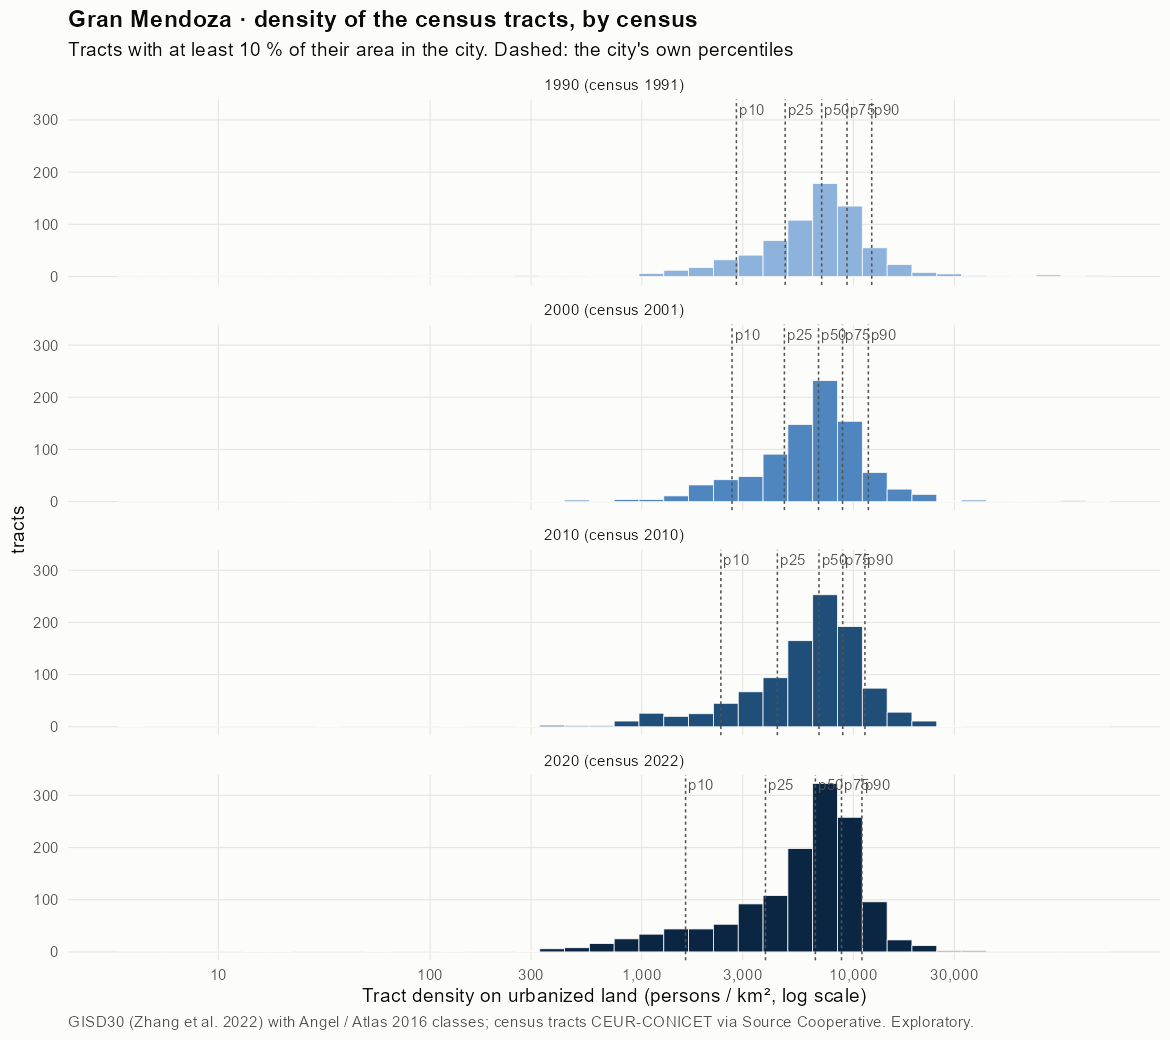 Gran Mendoza · density of the census tracts, by census
Tracts with at least 10 % of their area in the city. Dashed: the city's own percentiles
1990 (census 1991)
p10 p25 p50 p75 p90
300
200
100
0
2000 (census 2001)
p10 p25 p50 p75 p90
300
200
100
0
tracts
2010 (census 2010)
p10 p25 p50 p75 p90
300
200
100
0
2020 (census 2022)
p10 p25 p50 p75 p90
300
200
100
0
10 100 300 1,000 3,000 10,000 30,000
Tract density on urbanized land (persons / km², log scale)
GISD30 (Zhang et al. 2022) with Angel / Atlas 2016 classes; census tracts CEUR-CONICET via Source Cooperative. Exploratory.